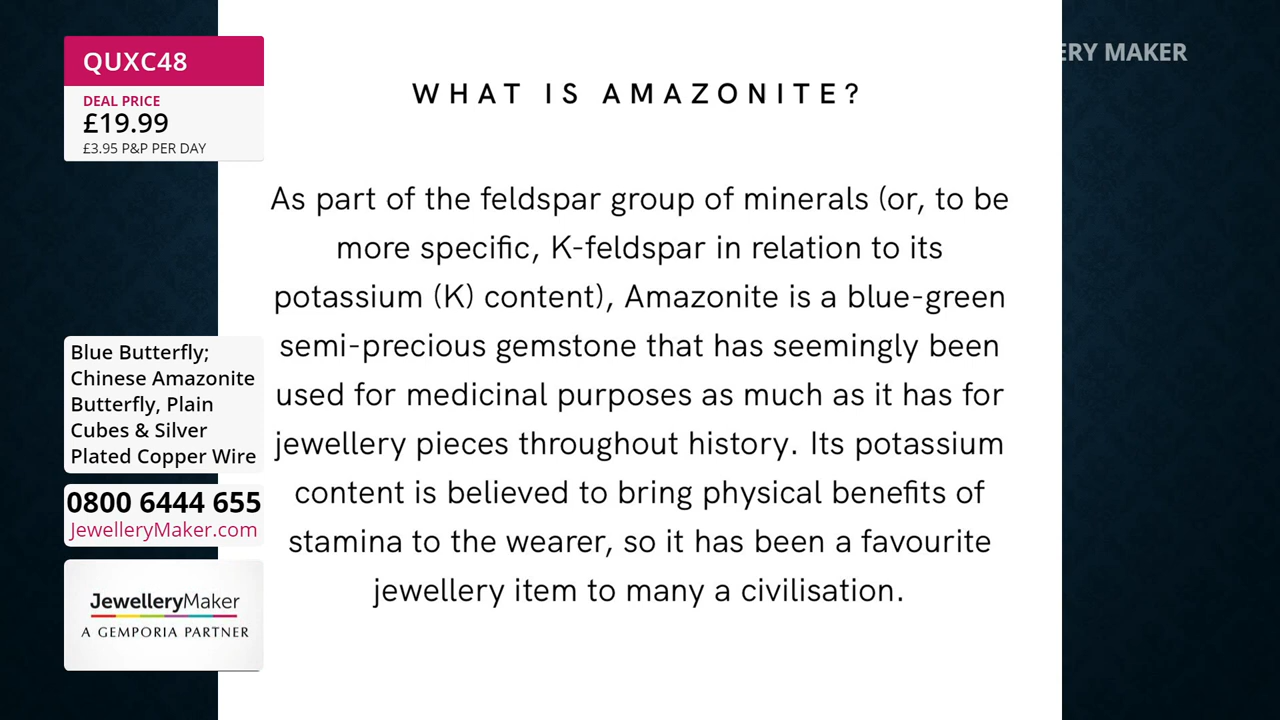 QUXC48
DEAL PRICE
£19.99
£3.95 P&P PER DAY
ERY MAKER
WHAT IS AMAZONITE?
As part of the feldspar group of minerals (or, to be
more specific, K-feldspar in relation to its
potassium (K) content), Amazonite is a blue-green
semi-precious gemstone that has seemingly been
used for medicinal purposes as much as it has for
jewellery pieces throughout history. Its potassium
content is believed to bring physical benefits of
stamina to the wearer, so it has been a favourite
jewellery item to many a civilisation.
Blue Butterfly;
Chinese Amazonite
Butterfly, Plain
Cubes & Silver
Plated Copper Wire
0800 6444 655
JewelleryMaker.com
JewelleryMaker
A GEMPORIA PARTNER